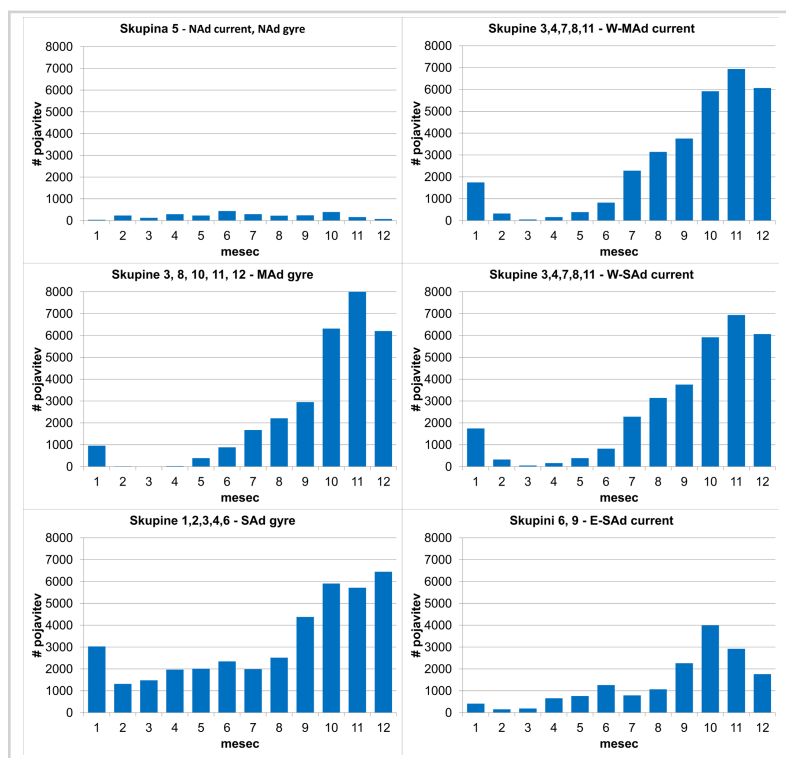 Skupina 5 - NAd current, NAd gyre
# pojavitev
8000
7000
6000
5000
4000
3000
2000
1000
0
1 2 3 4 5 6 7 8 9 10 11 12
mesec
Skupine 3,4,7,8,11 - W-MAd current
# pojavitev
8000
7000
6000
5000
4000
3000
2000
1000
0
1 2 3 4 5 6 7 8 9 10 11 12
mesec
Skupine 3, 8, 10, 11, 12 - MAd gyre
# pojavitev
8000
7000
6000
5000
4000
3000
2000
1000
0
1 2 3 4 5 6 7 8 9 10 11 12
mesec
Skupine 3,4,7,8,11 - W-SAd current
# pojavitev
8000
7000
6000
5000
4000
3000
2000
1000
0
1 2 3 4 5 6 7 8 9 10 11 12
mesec
Skupine 1,2,3,4,6 - SAd gyre
# pojavitev
8000
7000
6000
5000
4000
3000
2000
1000
0
1 2 3 4 5 6 7 8 9 10 11 12
mesec
Skupini 6, 9 - E-SAd current
# pojavitev
8000
7000
6000
5000
4000
3000
2000
1000
0
1 2 3 4 5 6 7 8 9 10 11 12
mesec